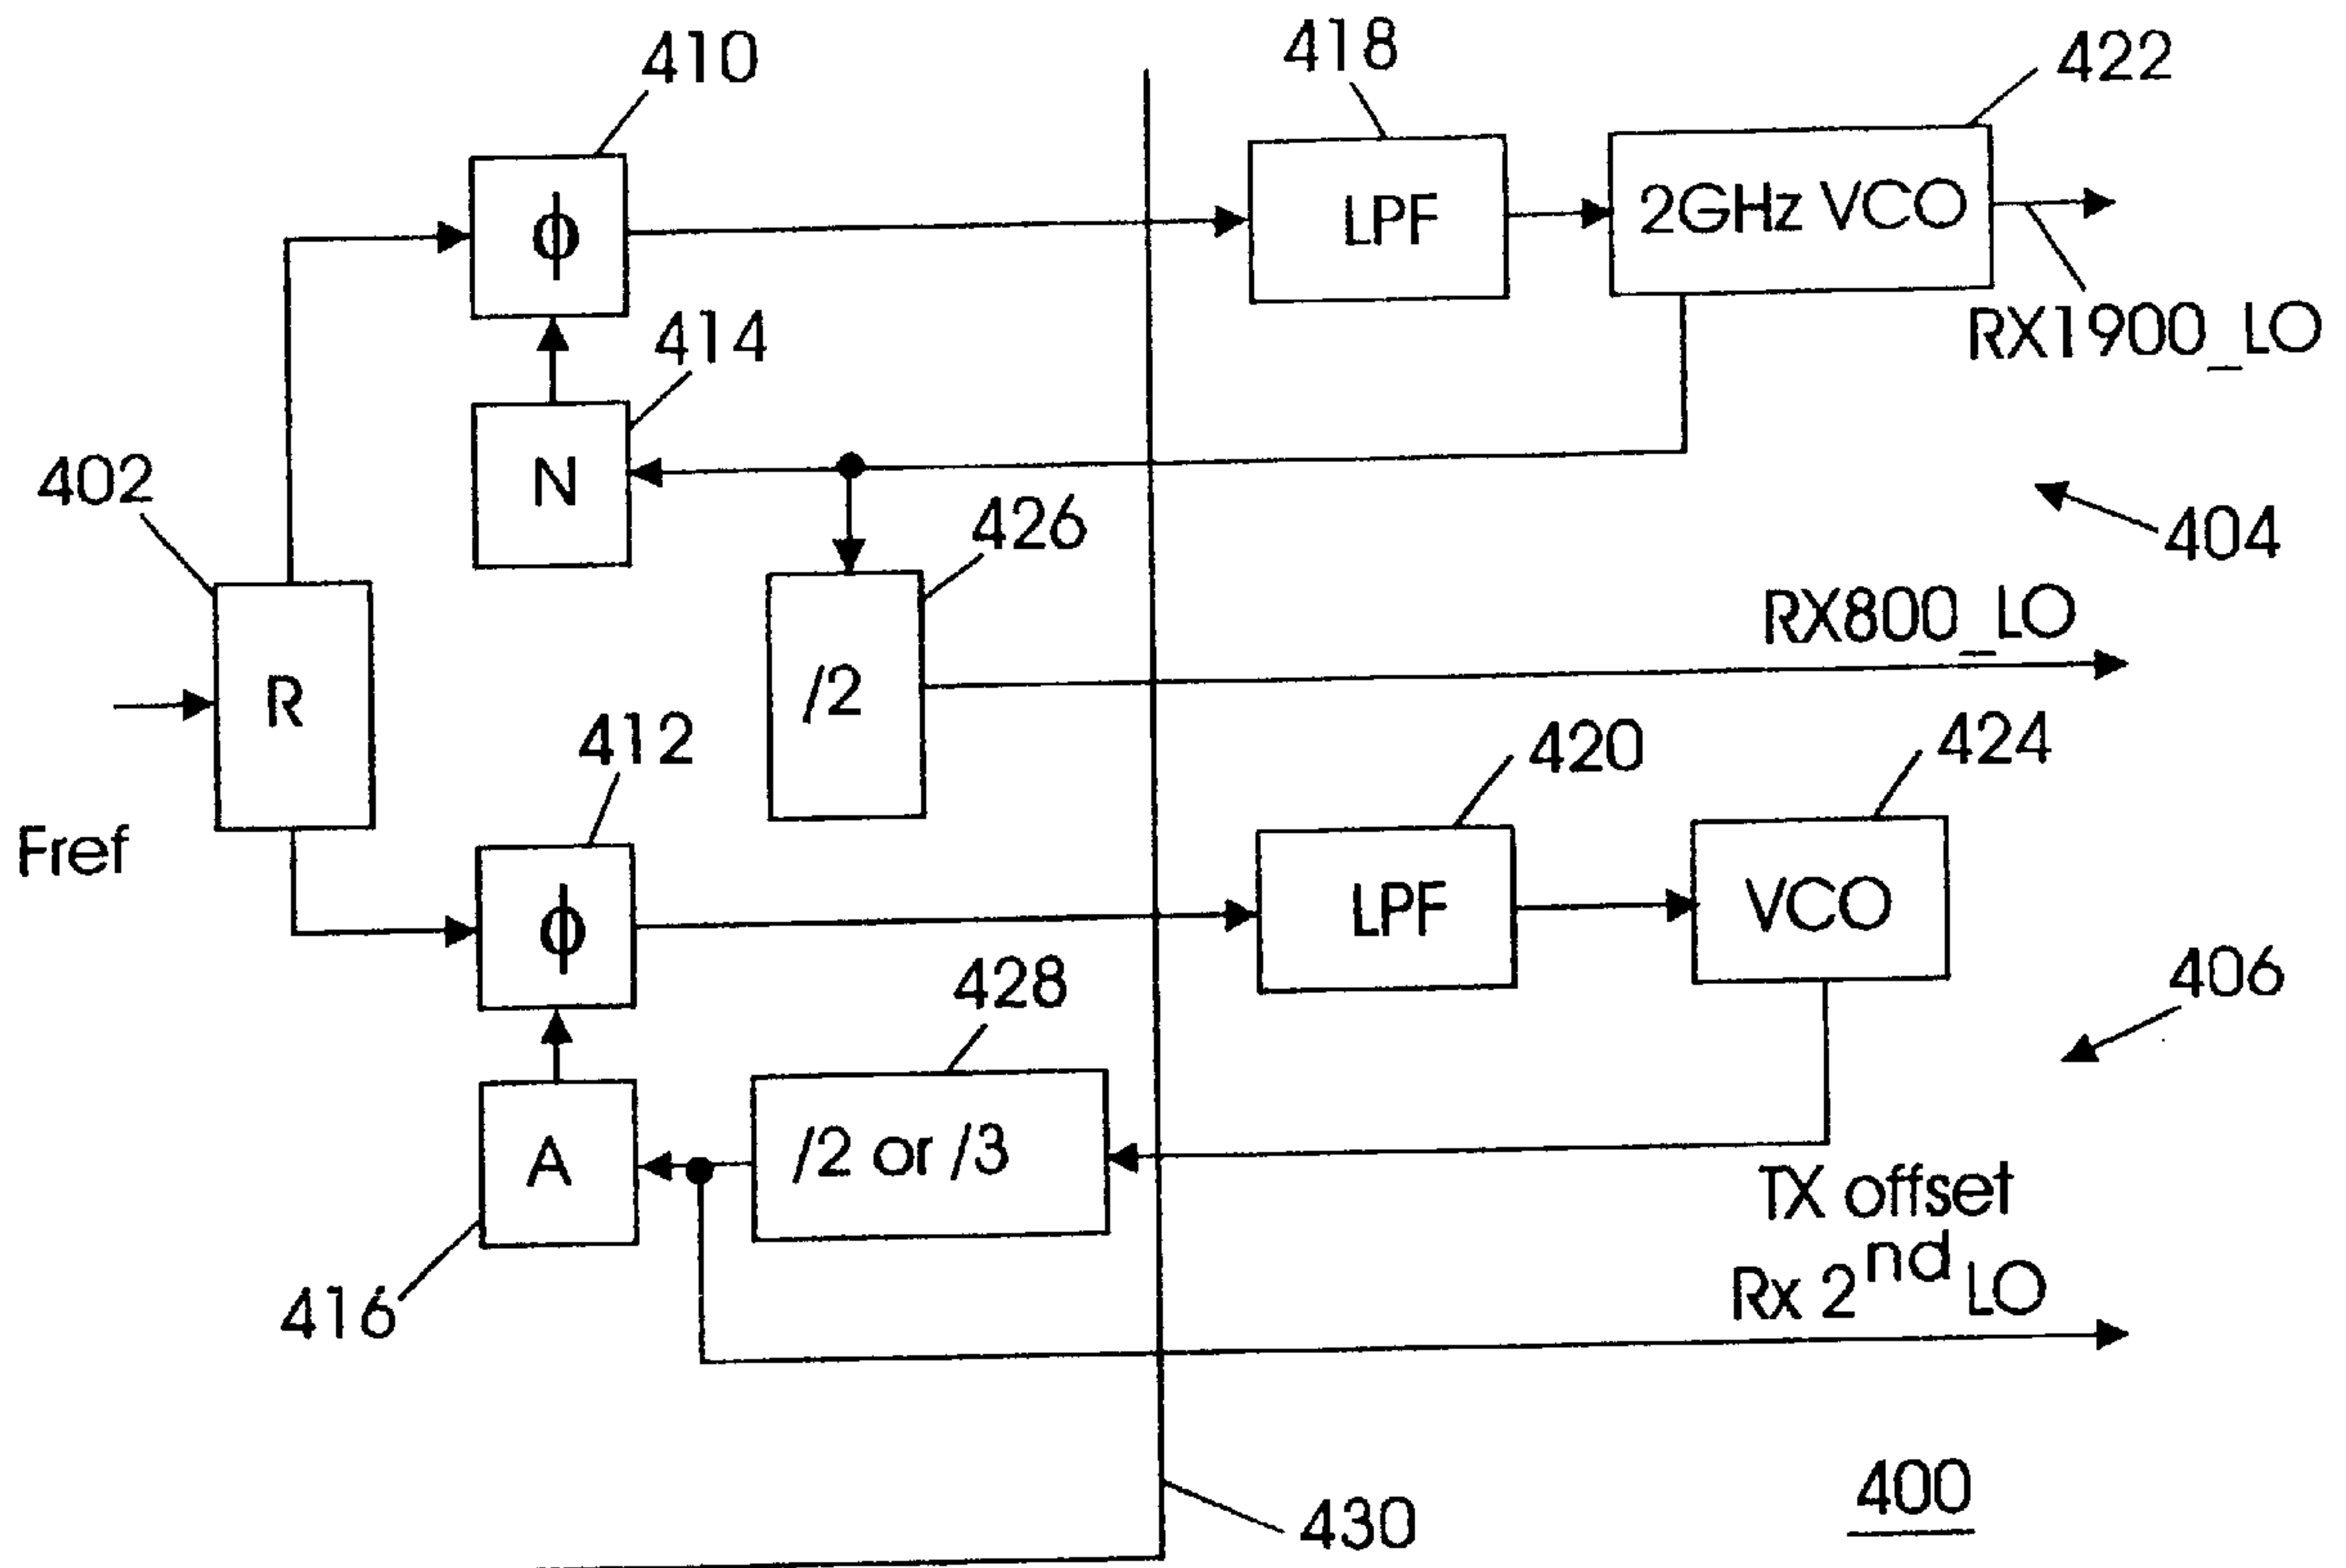 410
418
422
ϕ
LPF
2GHz VCO
RX1900_LO
414
N
402
426
404
R
/2
RX800_LO
412
420
424
Fref
ϕ
LPF
VCO
428
406
A
/2 or /3
TX offset
Rx 2nd LO
416
430
400